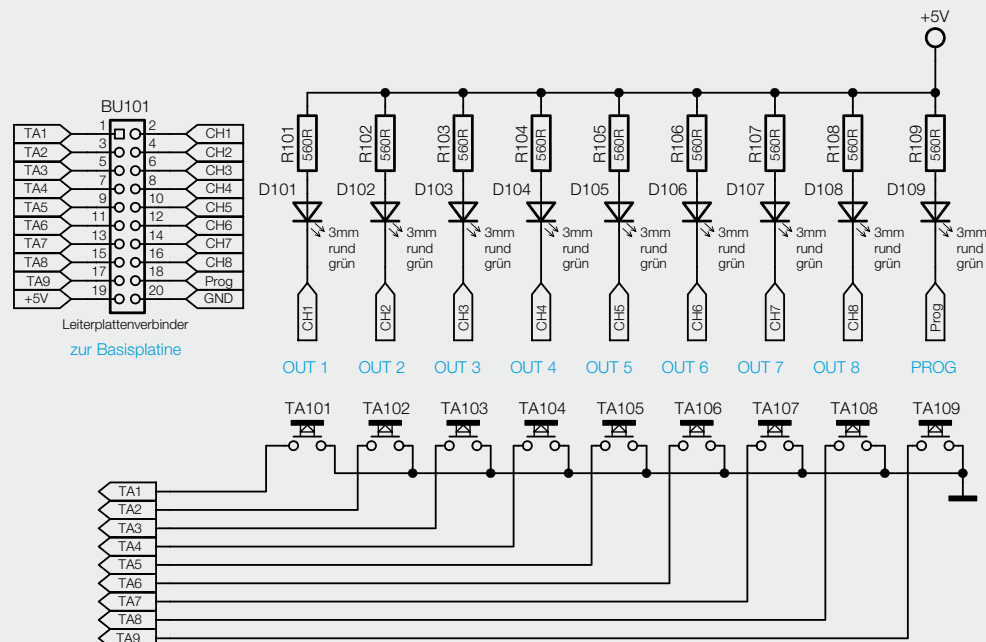 +5V
BU101
1 2
TA1 CH1
3 4
TA2 CH2
5 6
TA3 CH3
7 8
TA4 CH4
9 10
TA5 CH5
11 12
TA6 CH6
13 14
TA7 CH7
15 16
TA8 CH8
17 18
TA9 Prog
19 20
+5V GND
Leiterplattenverbinder
zur Basisplatine
R101 R102 R103 R104 R105 R106 R107 R108 R109
560R 560R 560R 560R 560R 560R 560R 560R 560R
D101 D102 D103 D104 D105 D106 D107 D108 D109
3mm 3mm 3mm 3mm 3mm 3mm 3mm 3mm 3mm
rund rund rund rund rund rund rund rund rund
grün grün grün grün grün grün grün grün grün
CH1 CH2 CH3 CH4 CH5 CH6 CH7 CH8 Prog
OUT 1 OUT 2 OUT 3 OUT 4 OUT 5 OUT 6 OUT 7 OUT 8 PROG
TA101 TA102 TA103 TA104 TA105 TA106 TA107 TA108 TA109
TA1
TA2
TA3
TA4
TA5
TA6
TA7
TA8
TA9